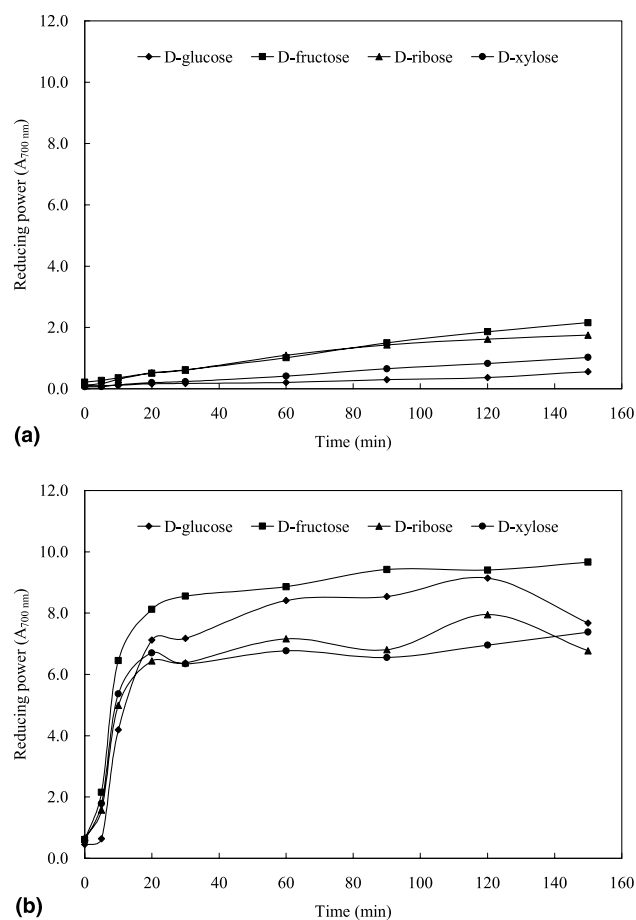 12.0
D-glucose D-fructose D-ribose D-xylose
10.0
8.0
6.0
4.0
2.0
0.0
Reducing power (A700 nm)
0 20 40 60 80 100 120 140 160
Time (min)
(a)
12.0
D-glucose D-fructose D-ribose D-xylose
10.0
8.0
6.0
4.0
2.0
0.0
Reducing power (A700 nm)
0 20 40 60 80 100 120 140 160
Time (min)
(b)